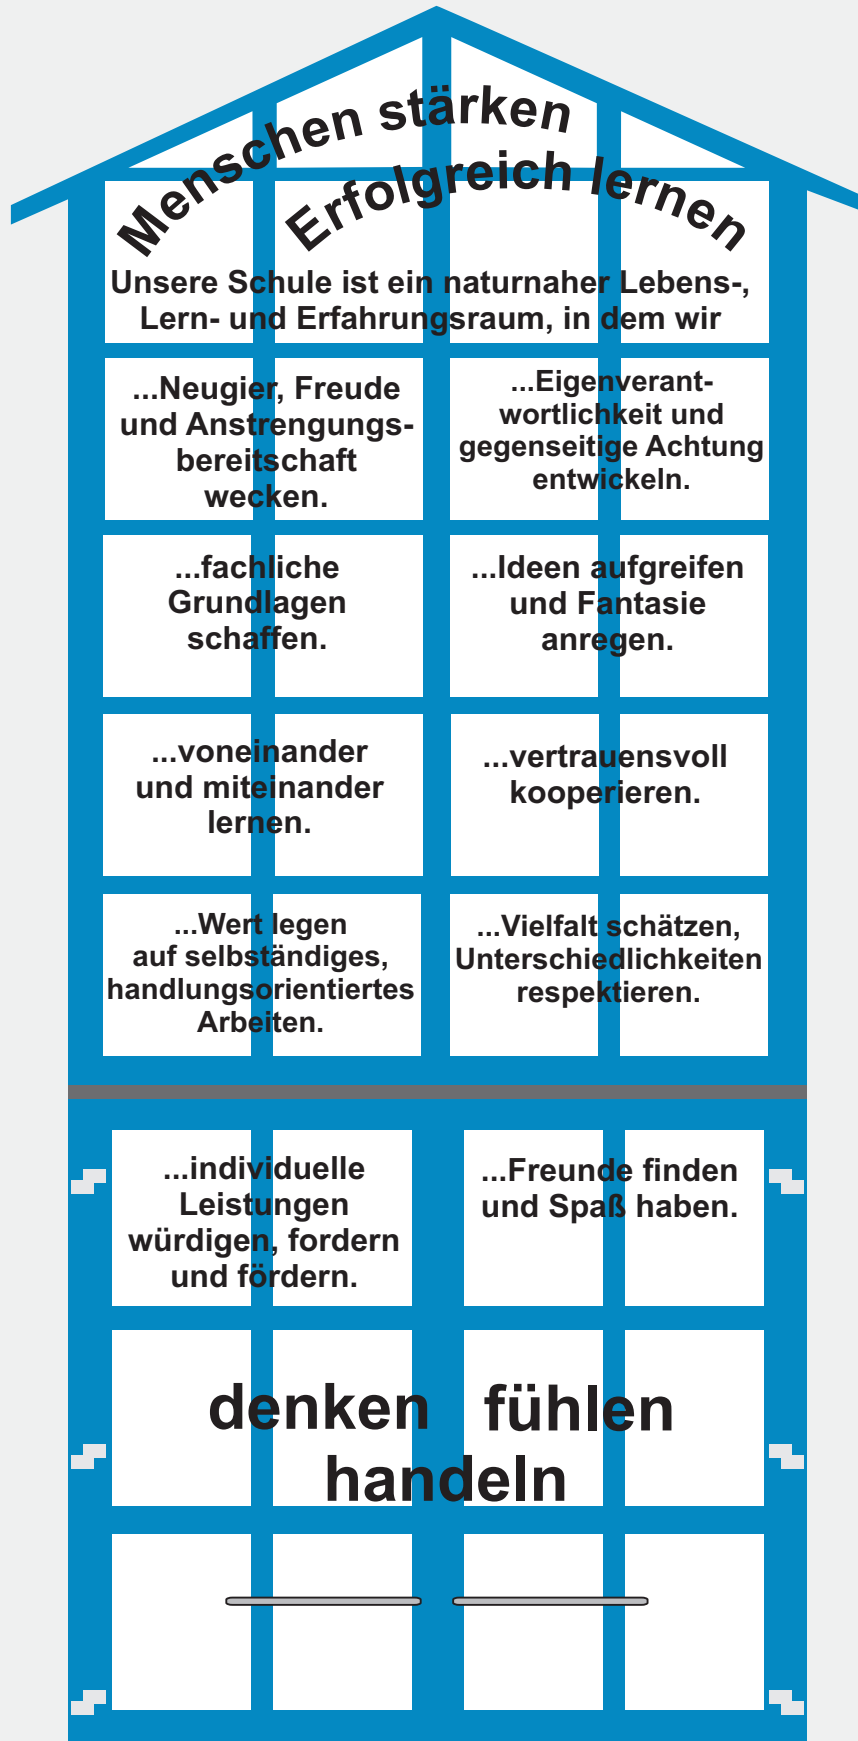 Menschen stärken
Erfolgreich lernen
Unsere Schule ist ein naturnaher Lebens-,
Lern- und Erfahrungsraum, in dem wir
...Neugier, Freude
und Anstrengungs-
bereitschaft
wecken.
...Eigenverant-
wortlichkeit und
gegenseitige Achtung
entwickeln.
...fachliche
Grundlagen
schaffen.
...Ideen aufgreifen
und Fantasie
anregen.
...voneinander
und miteinander
lernen.
...vertrauensvoll
kooperieren.
...Wert legen
auf selbständiges,
handlungsorientiertes
Arbeiten.
...Vielfalt schätzen,
Unterschiedlichkeiten
respektieren.
...individuelle
Leistungen
würdigen, fordern
und fördern.
...Freunde finden
und Spaß haben.
denken fühlen
handeln